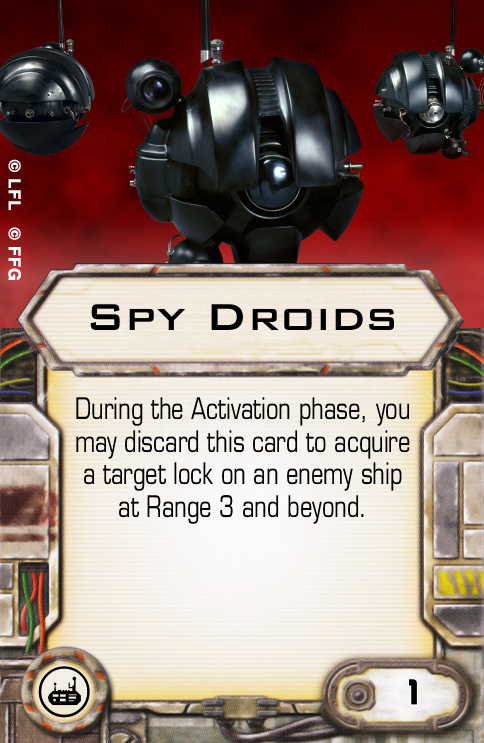 © LFL © FFG
Spy Droids
During the Activation phase, you
may discard this card to acquire
a target lock on an enemy ship
at Range 3 and beyond.
1